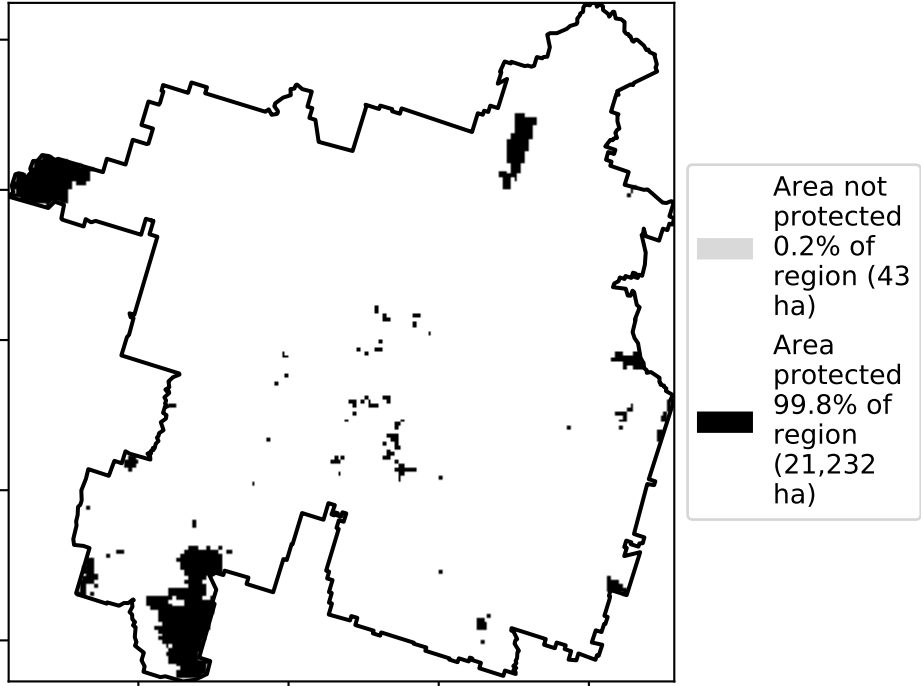 Area not
protected
0.2% of
region (43
ha)
Area
protected
99.8% of
region
(21,232
ha)